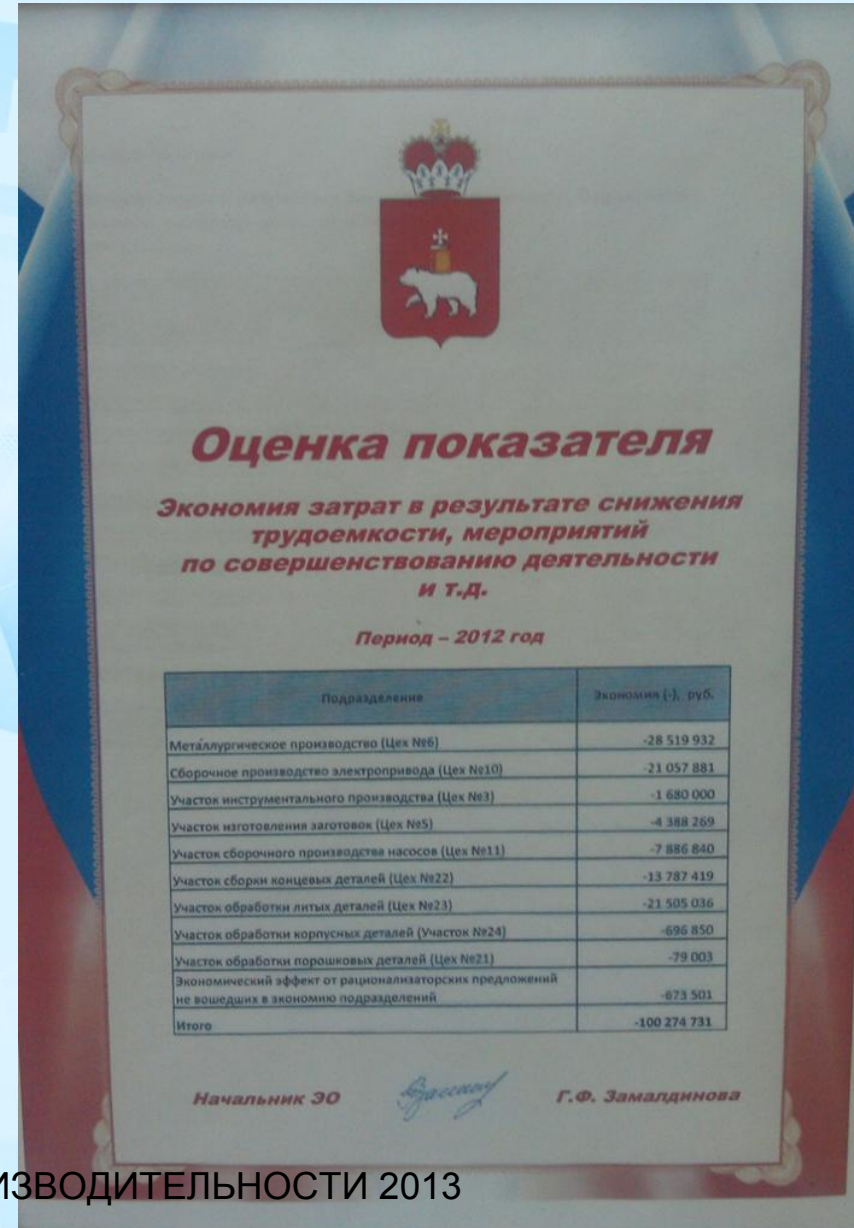 Оценка показателя
Экономия затрат в результате снижения
трудоемкости, мероприятий
по совершенствованию деятельности
и т.д.
Период – 2012 год
Подразделение Экономия (-), руб.
Металлургическое производство (Цех №6) -28 519 932
Сборочное производство электропривода (Цех №10) -21 057 881
Участок инструментального производства (Цех №3) -1 680 000
Участок изготовления заготовок (Цех №5) -4 388 269
Участок сборочного производства насосов (Цех №11) -7 886 840
Участок сборки концевых деталей (Цех №22) -13 787 419
Участок обработки литых деталей (Цех №23) -21 505 036
Участок обработки корпусных деталей (Участок №24) -696 850
Участок обработки порошковых деталей (Цех №21) -79 003
Экономический эффект от рационализаторских предложений
не вошедших в экономию подразделений -673 501
Итого -100 274 731
Начальник ЭО Г.Ф. Замалдинова
ИЗВОДИТЕЛЬНОСТИ 2013